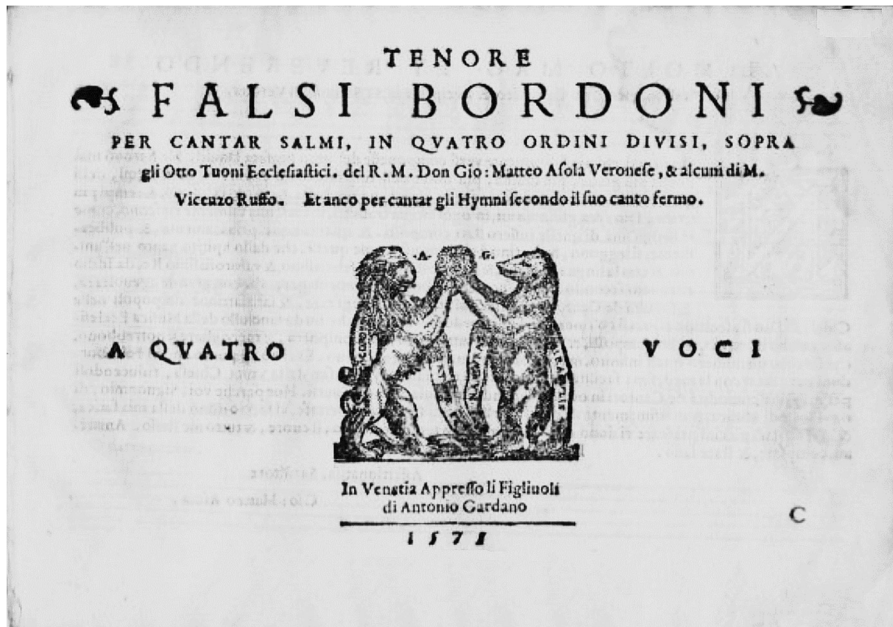 TENORE
FALSI BORDONI
PER CANTAR SALMI, IN QVATRO ORDINI DIVISI, SOPRA
gli Otto Tuoni Ecclesiastici. del R. M. Don Gio: Matteo Asola Veronese, & alcuni di M.
Vicenzo Ruffo. Et anco per cantar gli Hymni secondo il suo canto fermo.
A. G.
A QVATRO VOCI
In Venetia Appresso li Figliuoli
di Antonio Gardano
C
1571